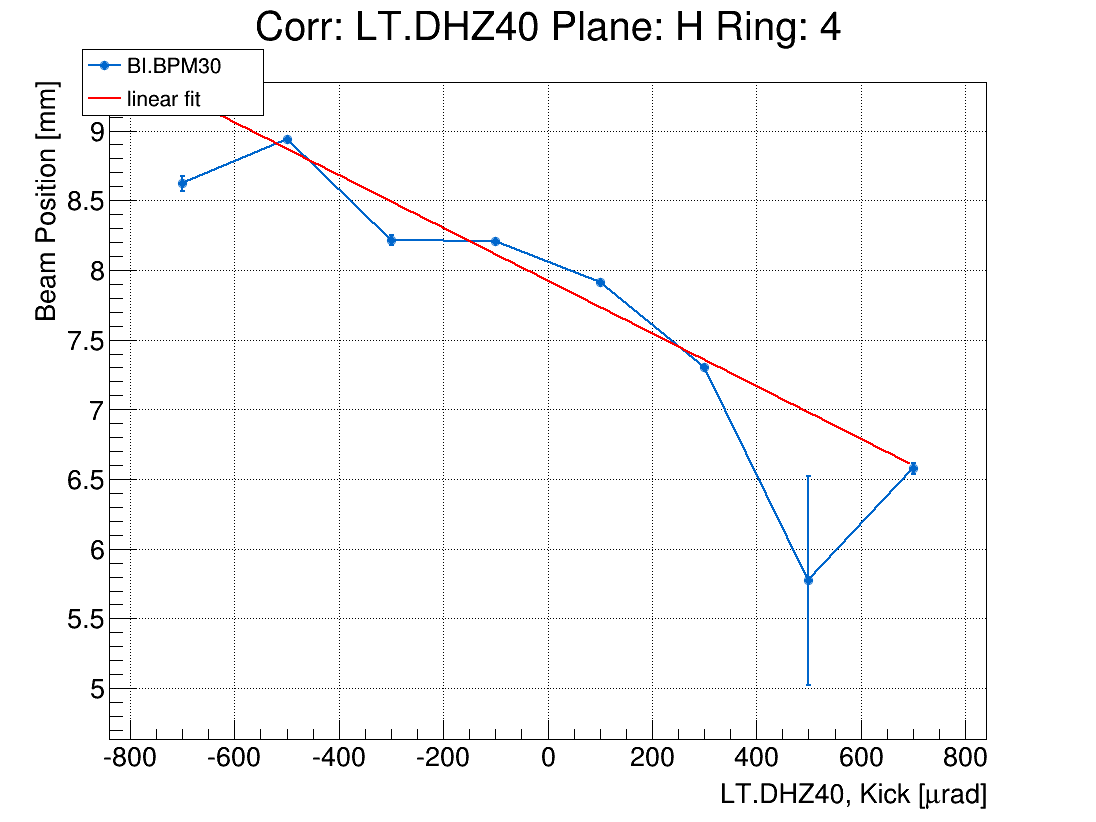 Corr: LT.DHZ40 Plane: H Ring: 4
BI.BPM30
linear fit
Beam Position [mm]
9
8.5
8
7.5
7
6.5
6
5.5
5
-800 -600 -400 -200 0 200 400 600 800
LT.DHZ40, Kick [μrad]